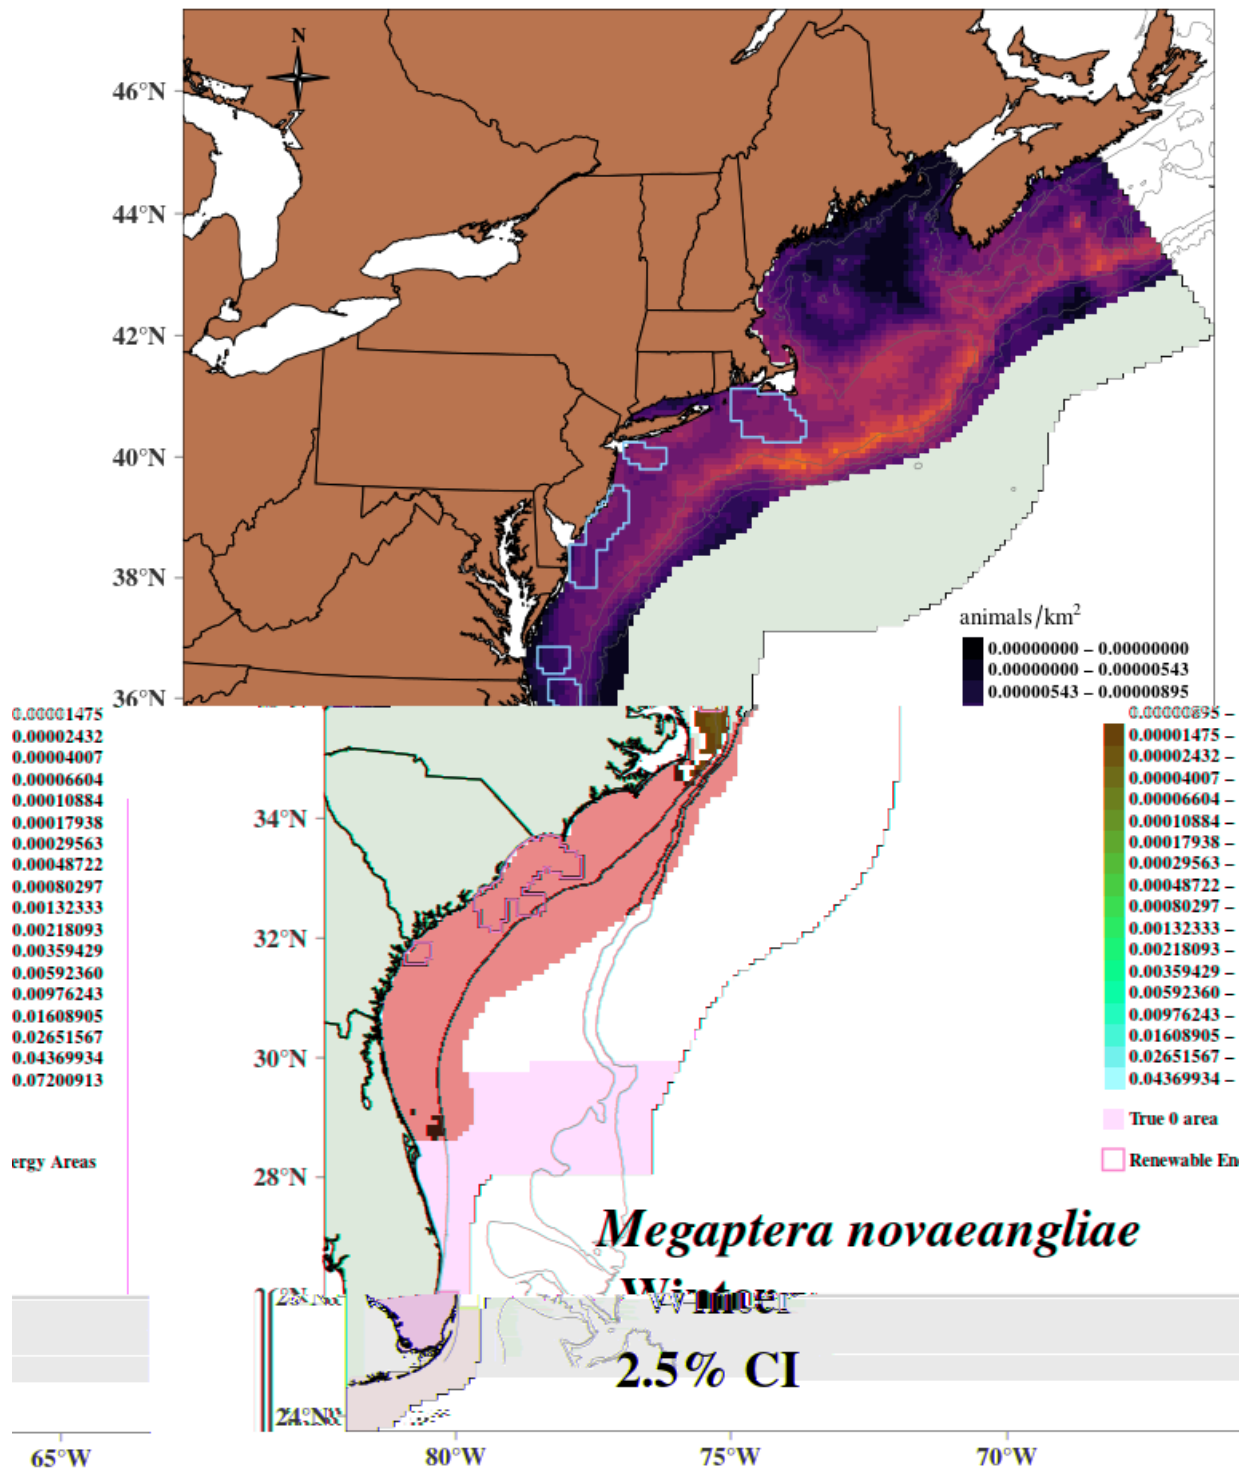 N
46°N
44°N
42°N
40°N
38°N
36°N
animals/km²
0.00000000 – 0.00000000
0.00000000 – 0.00000543
0.00000543 – 0.00000895
0.00001475
0.00002432
0.00004007
0.00006604
0.00010884
0.00017938
0.00029563
0.00048722
0.00080297
0.00132333
0.00218093
0.00359429
0.00592360
0.00976243
0.01608905
0.02651567
0.04369934
0.07200913
ergy Areas
34°N
32°N
30°N
28°N
24°N
0.00000895 –
0.00001475 –
0.00002432 –
0.00004007 –
0.00006604 –
0.00010884 –
0.00017938 –
0.00029563 –
0.00048722 –
0.00080297 –
0.00132333 –
0.00218093 –
0.00359429 –
0.00592360 –
0.00976243 –
0.01608905 –
0.02651567 –
0.04369934 –
True 0 area
Renewable En
Megaptera novaeangliae
Winter
2.5% CI
65°W
80°W
75°W
70°W